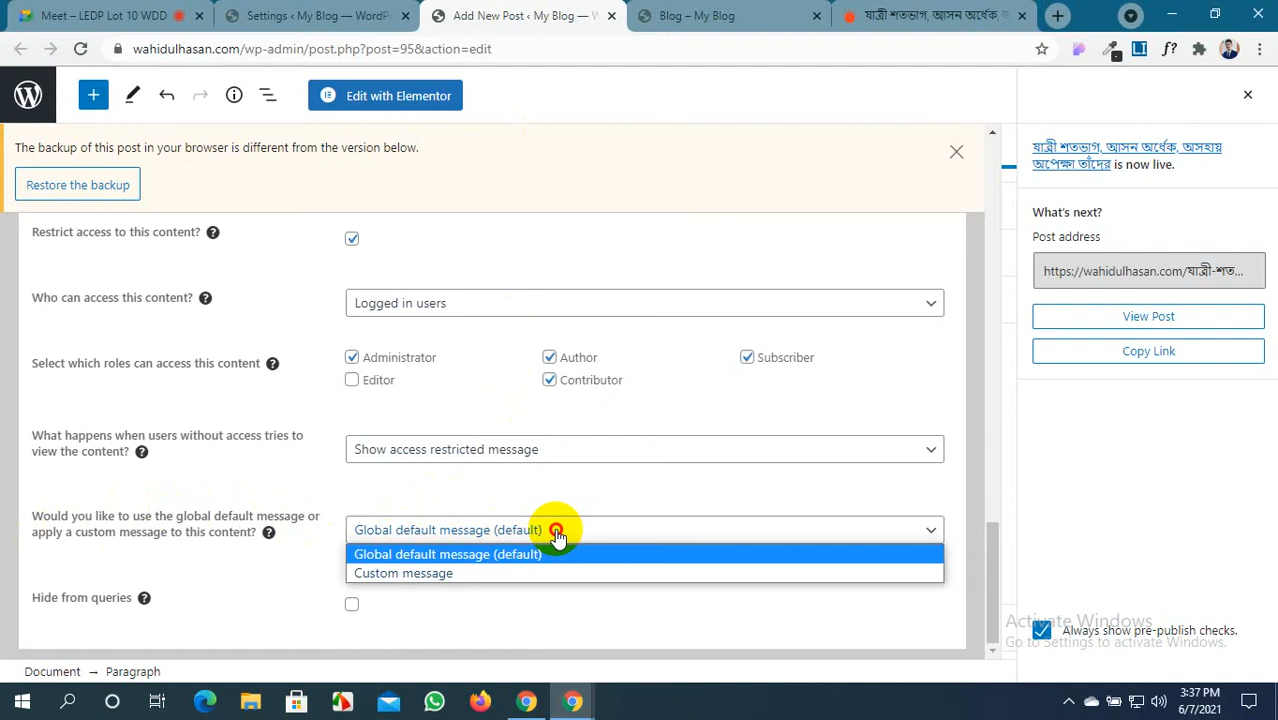 Meet – LEDP Lot 10 WDD
Settings ‹ My Blog — WordP
Add New Post ‹ My Blog — W
Blog – My Blog
যাত্রী শতভাগ, আসন অর্ধেক,
wahidulhasan.com/wp-admin/post.php?post=95&action=edit
Edit with Elementor
The backup of this post in your browser is different from the version below.
Restore the backup
Restrict access to this content?
Who can access this content?
Logged in users
Select which roles can access this content
Administrator
Author
Subscriber
Editor
Contributor
What happens when users without access tries to
view the content?
Show access restricted message
Would you like to use the global default message or
apply a custom message to this content?
Global default message (default)
Global default message (default)
Custom message
Hide from queries
যাত্রী শতভাগ, আসন অর্ধেক, অসহায়
অপেক্ষা তাঁদের is now live.
What's next?
Post address
https://wahidulhasan.com/যাত্রী-শত...
View Post
Copy Link
Activate Windows
Go to Settings to activate Windows.
Always show pre-publish checks.
Document → Paragraph
3:37 PM
6/7/2021